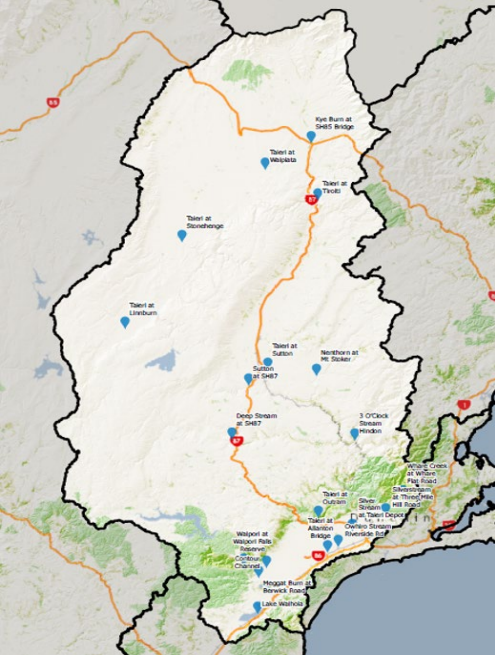 Kye Burn at
SH85 Bridge
85
Taieri at
Waipiata
Taieri at
Tiroiti
87
Taieri at
Stonehenge
Taieri at
Linnburn
Taieri at
Sutton
Nenthorn at
Mt Stoker
Sutton
at SH87
Deep Stream
at SH87
87
3 O'Clock
Stream
Hindon
1
Whare Creek
at Whare
Flat Road
Silverstream
at Three Mile
Hill Road
Taieri at
Outram
Silver
Stream
at Taieri Depot
Taieri at
Allanton
Bridge
Owhiro Stream
Riverside Rd
86
Waipori at
Waipori Falls
Reserve
Contour
Channel
Meggat Burn at
Berwick Road
Lake Waihola